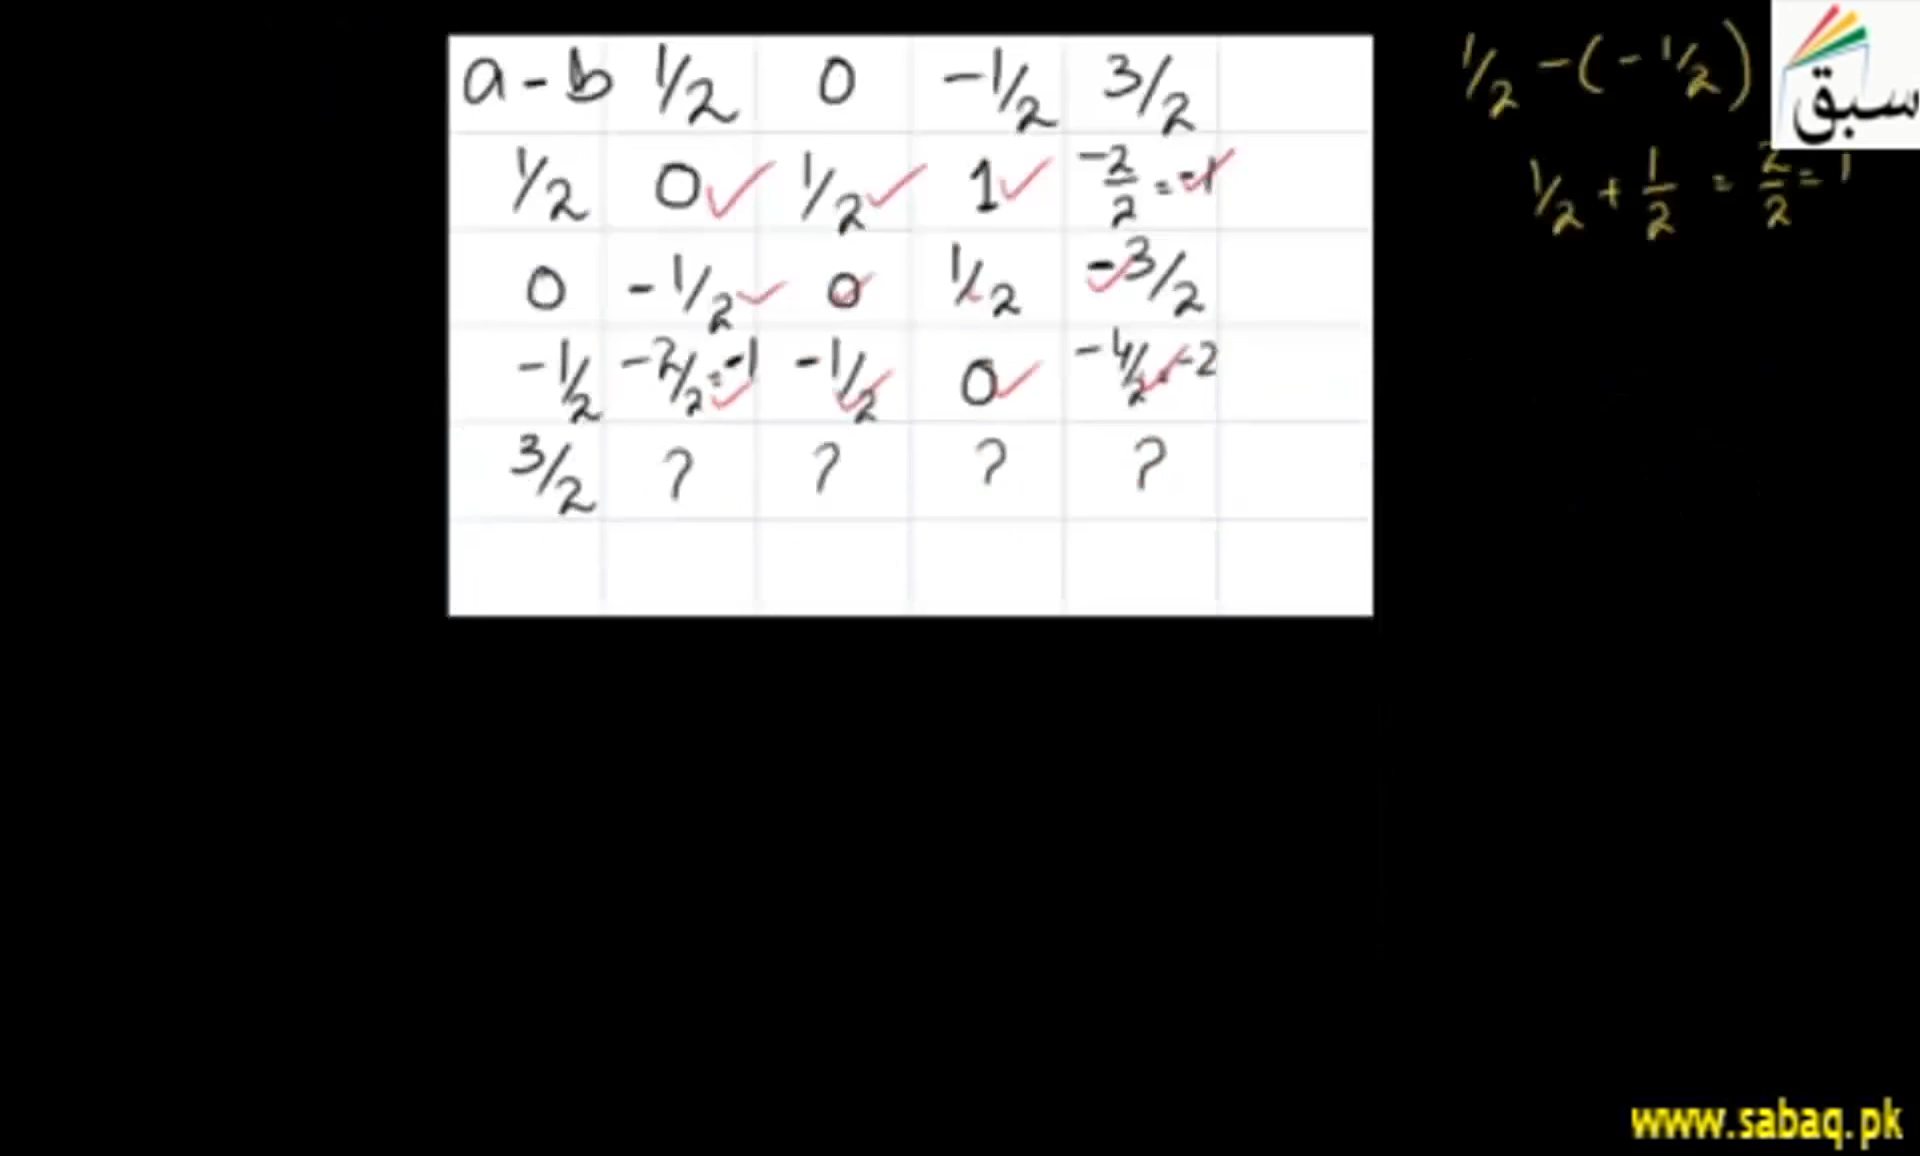 a - b 1/2 0 -1/2 3/2
1/2 0 1/2 1 -2/2 = -1
0 -1/2 0 1/2 -3/2
-1/2 -2/2 = -1 -1/2 0 -4/2 = -2
3/2 ? ? ? ?
1/2 - (-1/2)
1/2 + 1/2 = 2/2 = 1
سبق
www.sabaq.pk